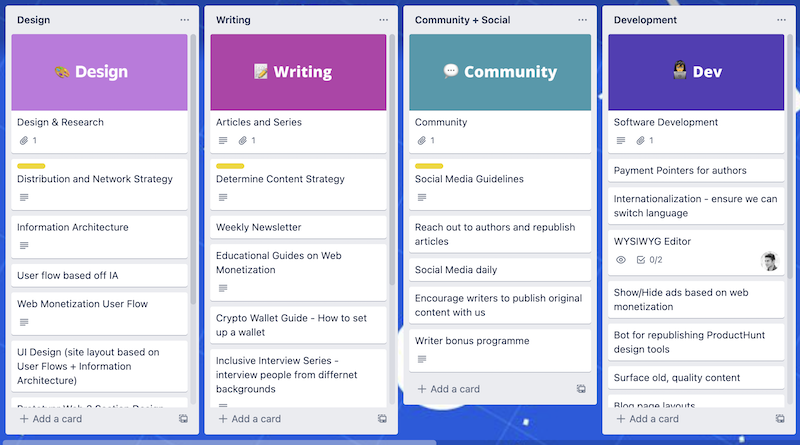 Design
Design
Design & Research
1
Distribution and Network Strategy
Information Architecture
User flow based off IA
Web Monetization User Flow
UI Design (site layout based on
User Flows + Information
Architecture)
Prototype Web 2 Section Design
+ Add a card
Writing
Writing
Articles and Series
1
Determine Content Strategy
Weekly Newsletter
Educational Guides on Web
Monetization
Crypto Wallet Guide - How to set
up a wallet
Inclusive Interview Series -
interview people from differnet
backgrounds
+ Add a card
Community + Social
Community
Community
1
Social Media Guidelines
Reach out to authors and republish
articles
Social Media daily
Encourage writers to publish original
content with us
Writer bonus programme
+ Add a card
Development
Dev
Software Development
1
Payment Pointers for authors
Internationalization - ensure we can
switch language
WYSIWYG Editor
0/2
Show/Hide ads based on web
monetization
Bot for republishing ProductHunt
design tools
Surface old, quality content
Blog page layouts
+ Add a card